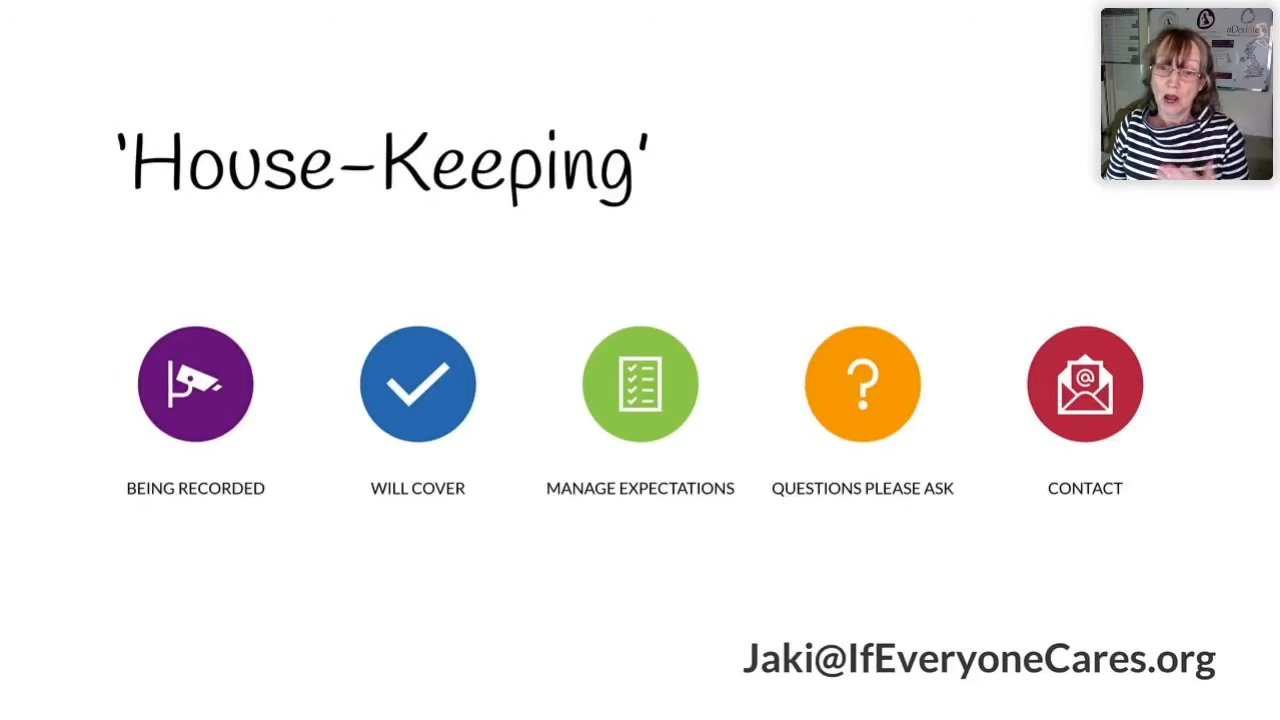 'House-Keeping'
BEING RECORDED
WILL COVER
MANAGE EXPECTATIONS
QUESTIONS PLEASE ASK
CONTACT
Jaki@IfEveryoneCares.org